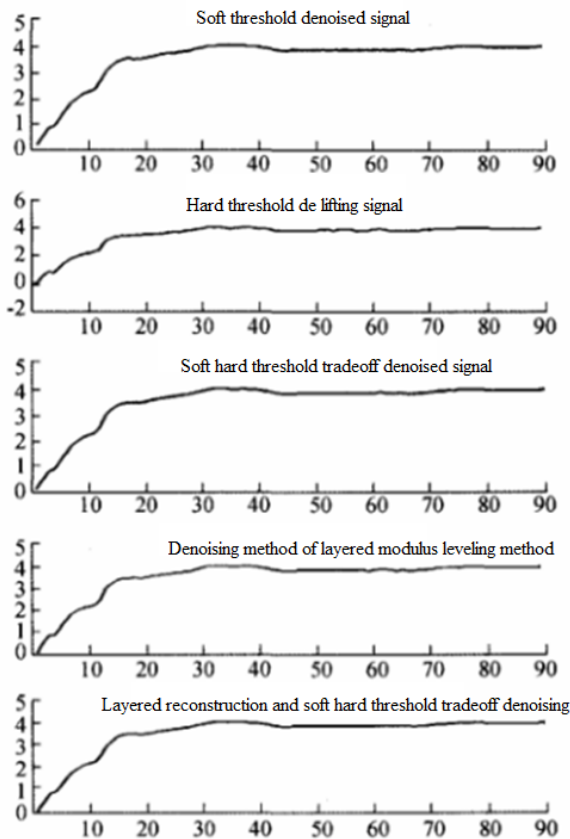 Soft threshold denoised signal
5
4
3
2
1
0
10 20 30 40 50 60 70 80 90
Hard threshold de lifting signal
6
4
2
0
-2
10 20 30 40 50 60 70 80 90
Soft hard threshold tradeoff denoised signal
5
4
3
2
1
0
10 20 30 40 50 60 70 80 90
Denoising method of layered modulus leveling method
5
4
3
2
1
0
10 20 30 40 50 60 70 80 90
Layered reconstruction and soft hard threshold tradeoff denoising
5
4
3
2
1
0
10 20 30 40 50 60 70 80 90